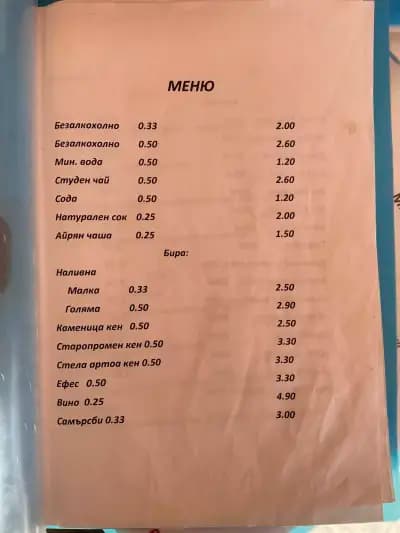 МЕНЮ
Безалкохолно 0.33 2.00
Безалкохолно 0.50 2.60
Мин. вода 0.50 1.20
Студен чай 0.50 2.60
Сода 0.50 1.20
Натурален сок 0.25 2.00
Айрян чаша 0.25 1.50
Бира:
Наливна
Малка 0.33 2.50
Голяма 0.50 2.90
Каменица кен 0.50 2.50
Старопромен кен 0.50 3.30
Стела артоа кен 0.50 3.30
Ефес 0.50 3.30
Вино 0.25 4.90
Самърсби 0.33 3.00